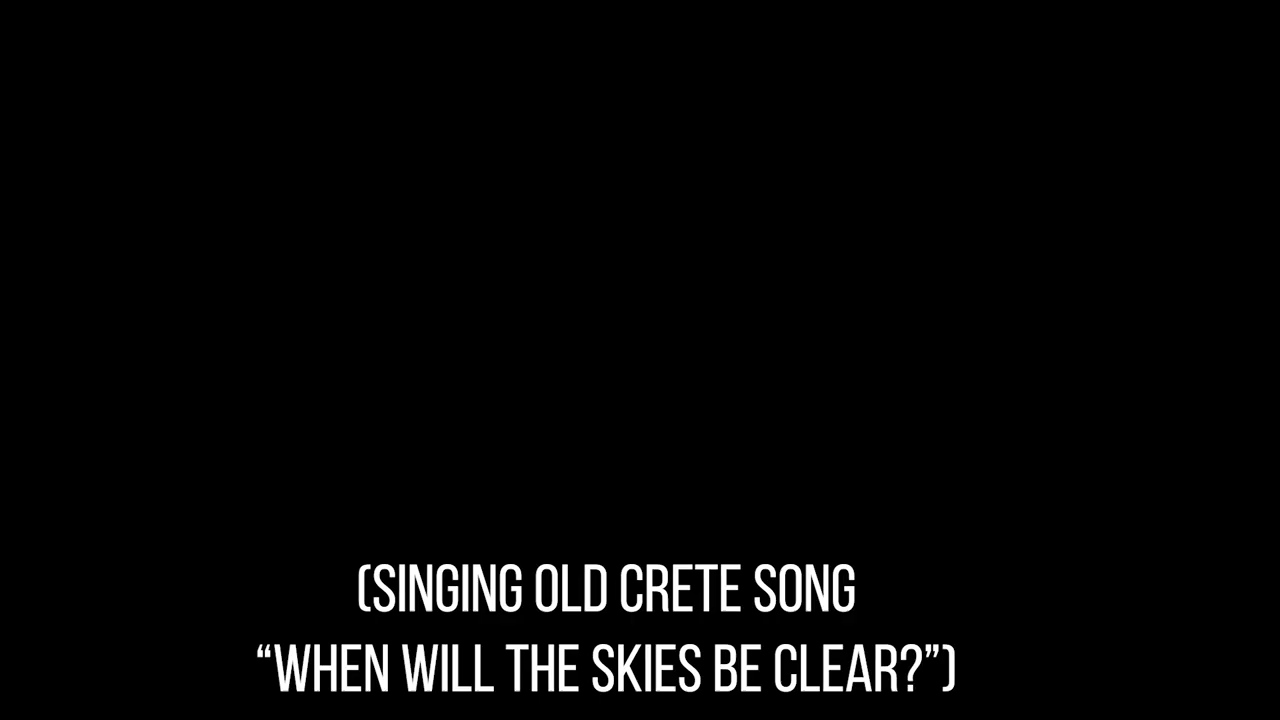 (SINGING OLD CRETE SONG
“WHEN WILL THE SKIES BE CLEAR?”)